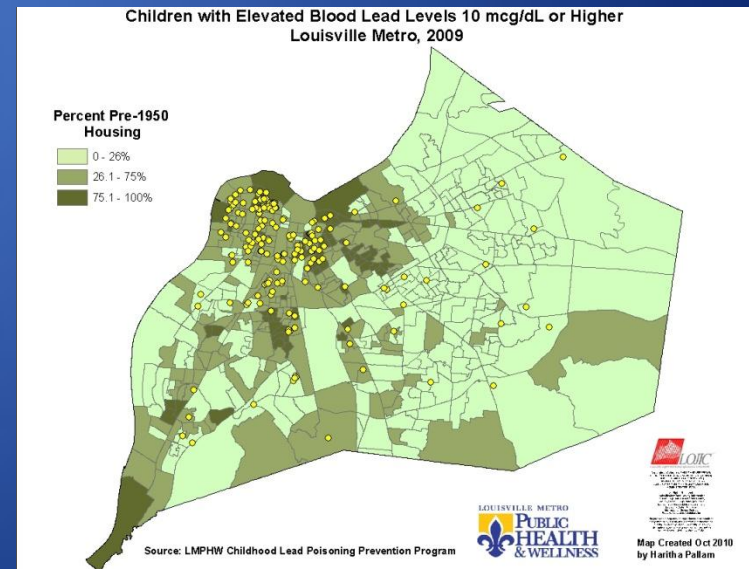 Children with Elevated Blood Lead Levels 10 mcg/dL or Higher
Louisville Metro, 2009
Percent Pre-1950
Housing
0 - 26%
26.1 - 75%
75.1 - 100%
LOJIC
LOUISVILLE METRO
PUBLIC
HEALTH
& WELLNESS
Source: LMPHW Childhood Lead Poisoning Prevention Program
Map Created Oct 2010
by Haritha Pallam